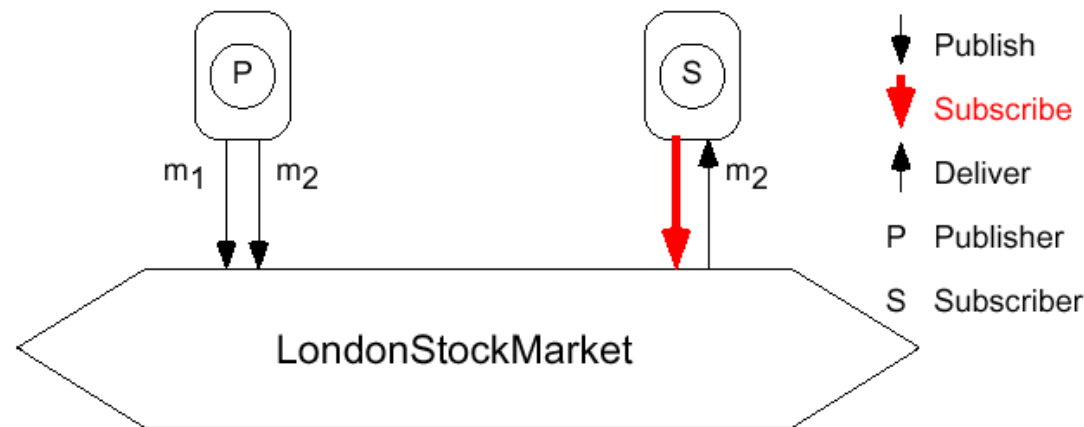 P
S
m1
m2
m2
LondonStockMarket
Publish
Subscribe
Deliver
P Publisher
S Subscriber